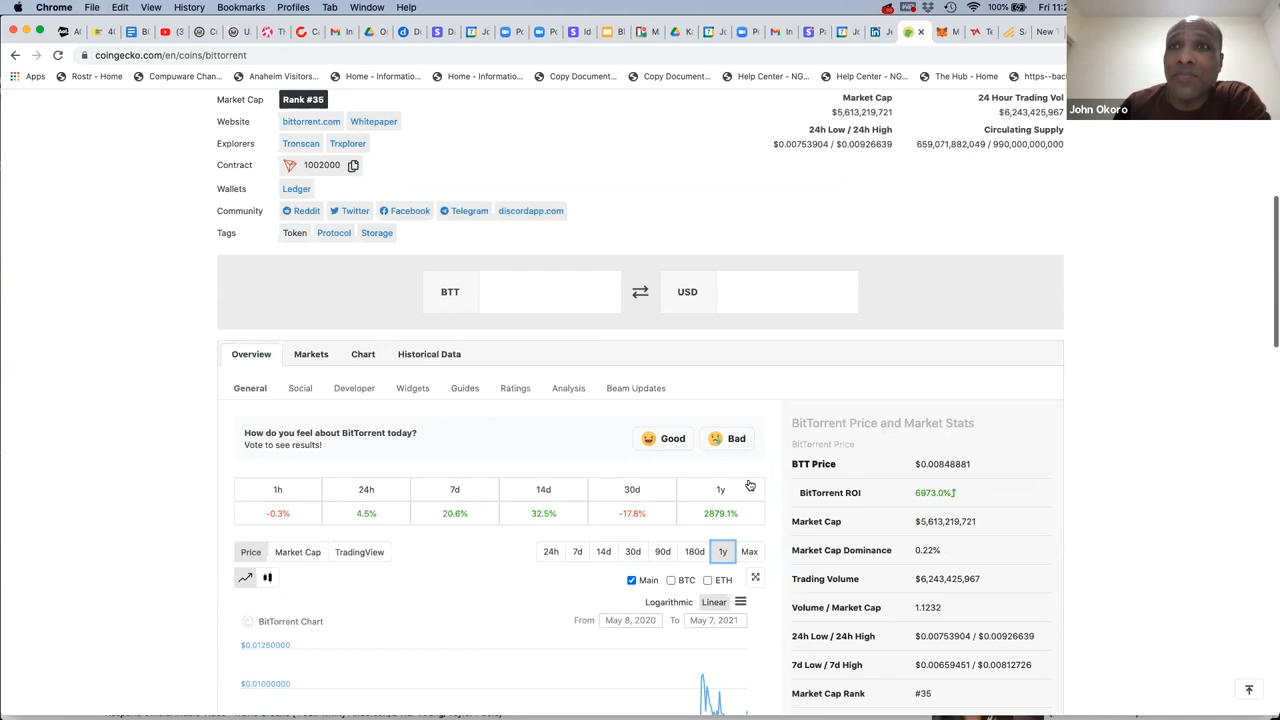 Chrome File Edit View History Bookmarks Profiles Tab Window Help 100% Fri 11:2
coingecko.com/en/coins/bittorrent
Apps Rostr - Home Compuware Chan... Anaheim Visitors... Home - Informatio... Home - Informatio... Copy Document... Copy Document... Help Center - NG... Help Center - NG... The Hub - Home https--bac
John Okoro
Market Cap Rank #35
Website bittorrent.com Whitepaper
Explorers Tronscan Trxplorer
Contract 1002000
Wallets Ledger
Community Reddit Twitter Facebook Telegram discordapp.com
Tags Token Protocol Storage
Market Cap 24 Hour Trading Vol
$5,613,219,721 $6,243,425,967
24h Low / 24h High Circulating Supply
$0.00753904 / $0.00926639 659,071,882,049 / 990,000,000,000
BTT USD
Overview Markets Chart Historical Data
General Social Developer Widgets Guides Ratings Analysis Beam Updates
How do you feel about BitTorrent today?
Vote to see results!
Good Bad
1h 24h 7d 14d 30d 1y
-0.3% 4.5% 20.6% 32.5% -17.8% 2879.1%
Price Market Cap TradingView 24h 7d 14d 30d 90d 180d 1y Max
Main BTC ETH
Logarithmic Linear
BitTorrent Chart From May 8, 2020 To May 7, 2021
$0.01250000
$0.01000000
BitTorrent Price and Market Stats
BitTorrent Price
BTT Price $0.00848881
BitTorrent ROI 6973.0%
Market Cap $5,613,219,721
Market Cap Dominance 0.22%
Trading Volume $6,243,425,967
Volume / Market Cap 1.1232
24h Low / 24h High $0.00753904 / $0.00926639
7d Low / 7d High $0.00659451 / $0.00812726
Market Cap Rank #35